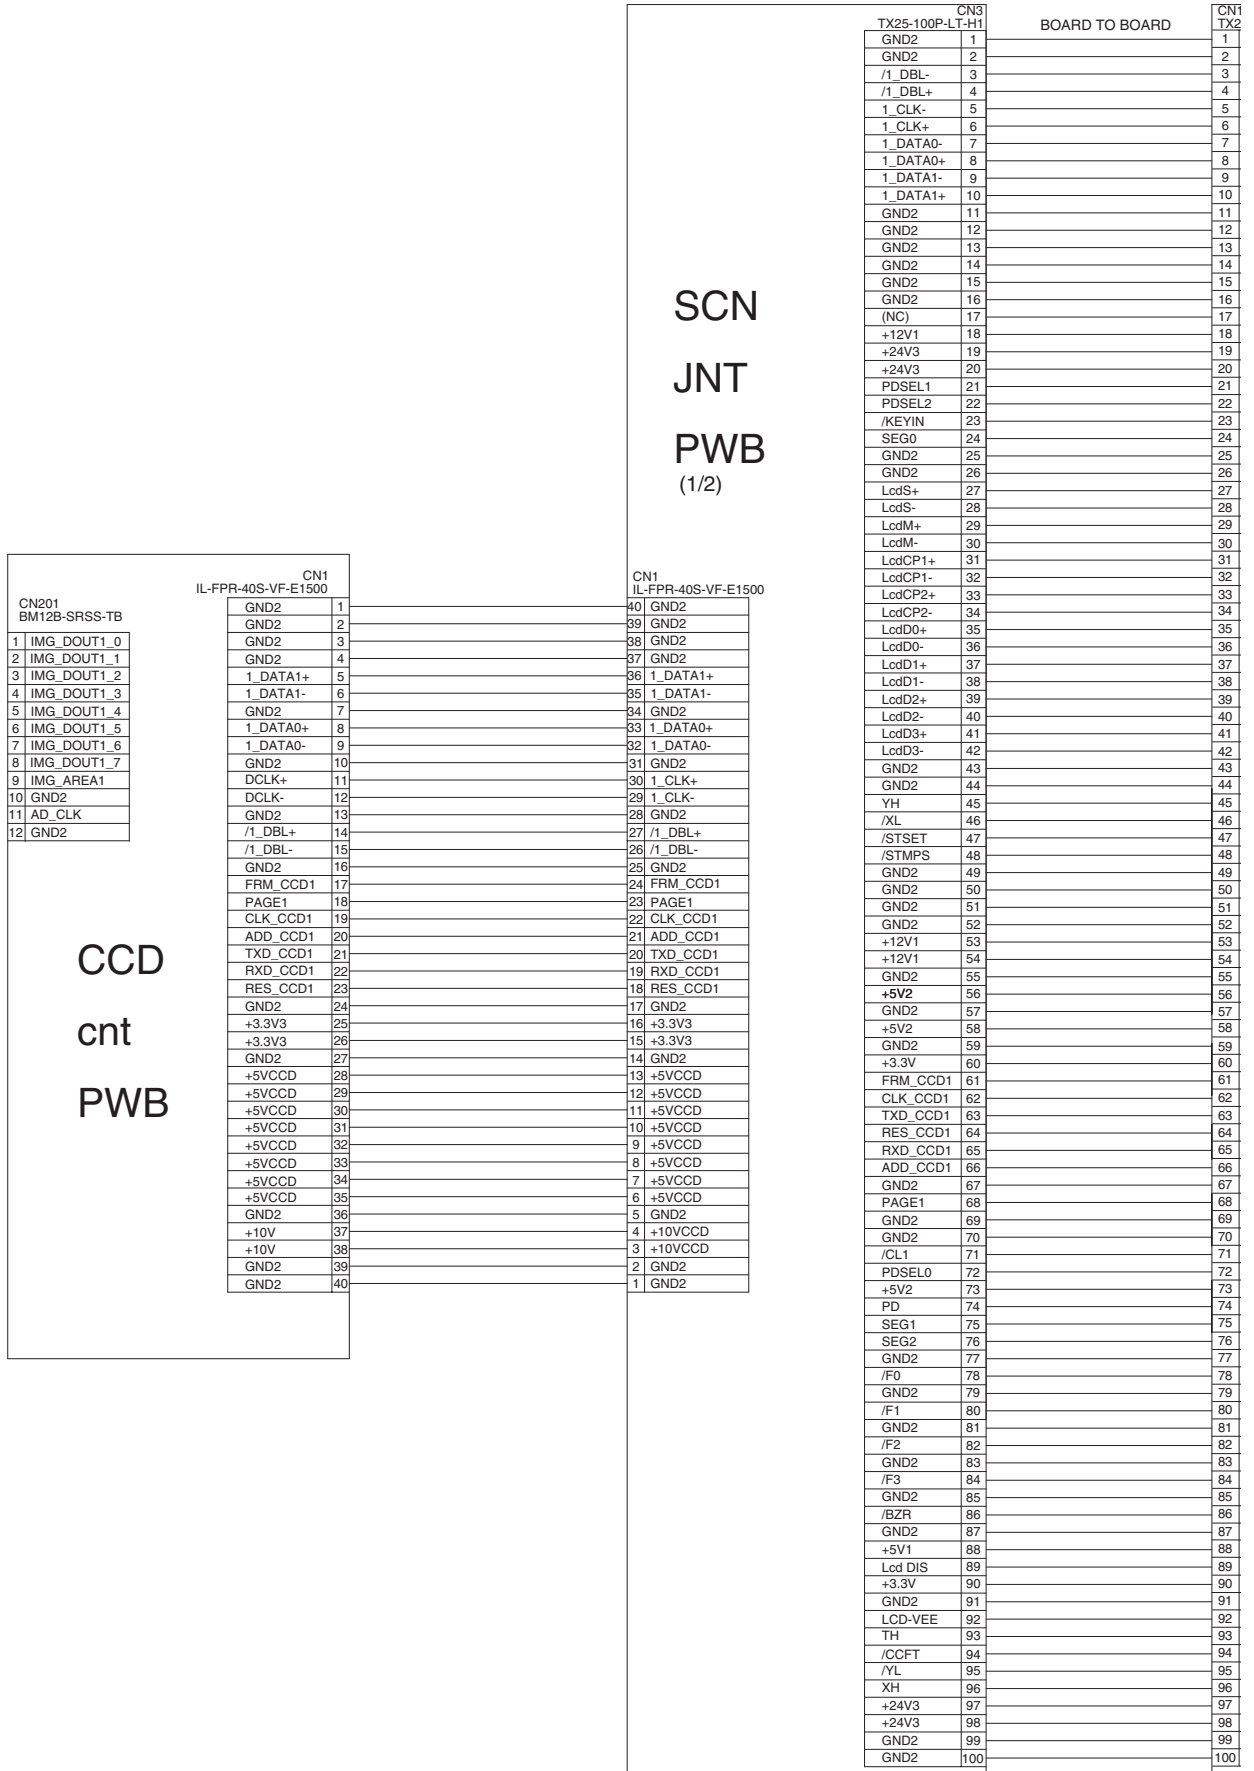 CN3
TX25-100P-LT-H1
BOARD TO BOARD
CN1
TX2
GND2 1 1
GND2 2 2
/1_DBL- 3 3
/1_DBL+ 4 4
1_CLK- 5 5
1_CLK+ 6 6
1_DATA0- 7 7
1_DATA0+ 8 8
1_DATA1- 9 9
1_DATA1+ 10 10
GND2 11 11
GND2 12 12
GND2 13 13
GND2 14 14
GND2 15 15
GND2 16 16
(NC) 17 17
+12V1 18 18
+24V3 19 19
+24V3 20 20
PDSEL1 21 21
PDSEL2 22 22
/KEYIN 23 23
SEG0 24 24
GND2 25 25
GND2 26 26
LcdS+ 27 27
LcdS- 28 28
LcdM+ 29 29
LcdM- 30 30
LcdCP1+ 31 31
LcdCP1- 32 32
LcdCP2+ 33 33
LcdCP2- 34 34
LcdD0+ 35 35
LcdD0- 36 36
LcdD1+ 37 37
LcdD1- 38 38
LcdD2+ 39 39
LcdD2- 40 40
LcdD3+ 41 41
LcdD3- 42 42
GND2 43 43
GND2 44 44
YH 45 45
/XL 46 46
/STSET 47 47
/STMPS 48 48
GND2 49 49
GND2 50 50
GND2 51 51
GND2 52 52
+12V1 53 53
+12V1 54 54
GND2 55 55
+5V2 56 56
GND2 57 57
+5V2 58 58
GND2 59 59
+3.3V 60 60
FRM_CCD1 61 61
CLK_CCD1 62 62
TXD_CCD1 63 63
RES_CCD1 64 64
RXD_CCD1 65 65
ADD_CCD1 66 66
GND2 67 67
PAGE1 68 68
GND2 69 69
GND2 70 70
/CL1 71 71
PDSEL0 72 72
+5V2 73 73
PD 74 74
SEG1 75 75
SEG2 76 76
GND2 77 77
/F0 78 78
GND2 79 79
/F1 80 80
GND2 81 81
/F2 82 82
GND2 83 83
/F3 84 84
GND2 85 85
/BZR 86 86
GND2 87 87
+5V1 88 88
Lcd DIS 89 89
+3.3V 90 90
GND2 91 91
LCD-VEE 92 92
TH 93 93
/CCFT 94 94
/YL 95 95
XH 96 96
+24V3 97 97
+24V3 98 98
GND2 99 99
GND2 100 100
SCN
JNT
PWB
(1/2)
CN201
BM12B-SRSS-TB
1 IMG_DOUT1_0
2 IMG_DOUT1_1
3 IMG_DOUT1_2
4 IMG_DOUT1_3
5 IMG_DOUT1_4
6 IMG_DOUT1_5
7 IMG_DOUT1_6
8 IMG_DOUT1_7
9 IMG_AREA1
10 GND2
11 AD_CLK
12 GND2
CCD
cnt
PWB
CN1
IL-FPR-40S-VF-E1500
CN1
IL-FPR-40S-VF-E1500
GND2 1 40 GND2
GND2 2 39 GND2
GND2 3 38 GND2
GND2 4 37 GND2
1_DATA1+ 5 36 1_DATA1+
1_DATA1- 6 35 1_DATA1-
GND2 7 34 GND2
1_DATA0+ 8 33 1_DATA0+
1_DATA0- 9 32 1_DATA0-
GND2 10 31 GND2
DCLK+ 11 30 1_CLK+
DCLK- 12 29 1_CLK-
GND2 13 28 GND2
/1_DBL+ 14 27 /1_DBL+
/1_DBL- 15 26 /1_DBL-
GND2 16 25 GND2
FRM_CCD1 17 24 FRM_CCD1
PAGE1 18 23 PAGE1
CLK_CCD1 19 22 CLK_CCD1
ADD_CCD1 20 21 ADD_CCD1
TXD_CCD1 21 20 TXD_CCD1
RXD_CCD1 22 19 RXD_CCD1
RES_CCD1 23 18 RES_CCD1
GND2 24 17 GND2
+3.3V3 25 16 +3.3V3
+3.3V3 26 15 +3.3V3
GND2 27 14 GND2
+5VCCD 28 13 +5VCCD
+5VCCD 29 12 +5VCCD
+5VCCD 30 11 +5VCCD
+5VCCD 31 10 +5VCCD
+5VCCD 32 9 +5VCCD
+5VCCD 33 8 +5VCCD
+5VCCD 34 7 +5VCCD
+5VCCD 35 6 +5VCCD
GND2 36 5 GND2
+10V 37 4 +10VCCD
+10V 38 3 +10VCCD
GND2 39 2 GND2
GND2 40 1 GND2